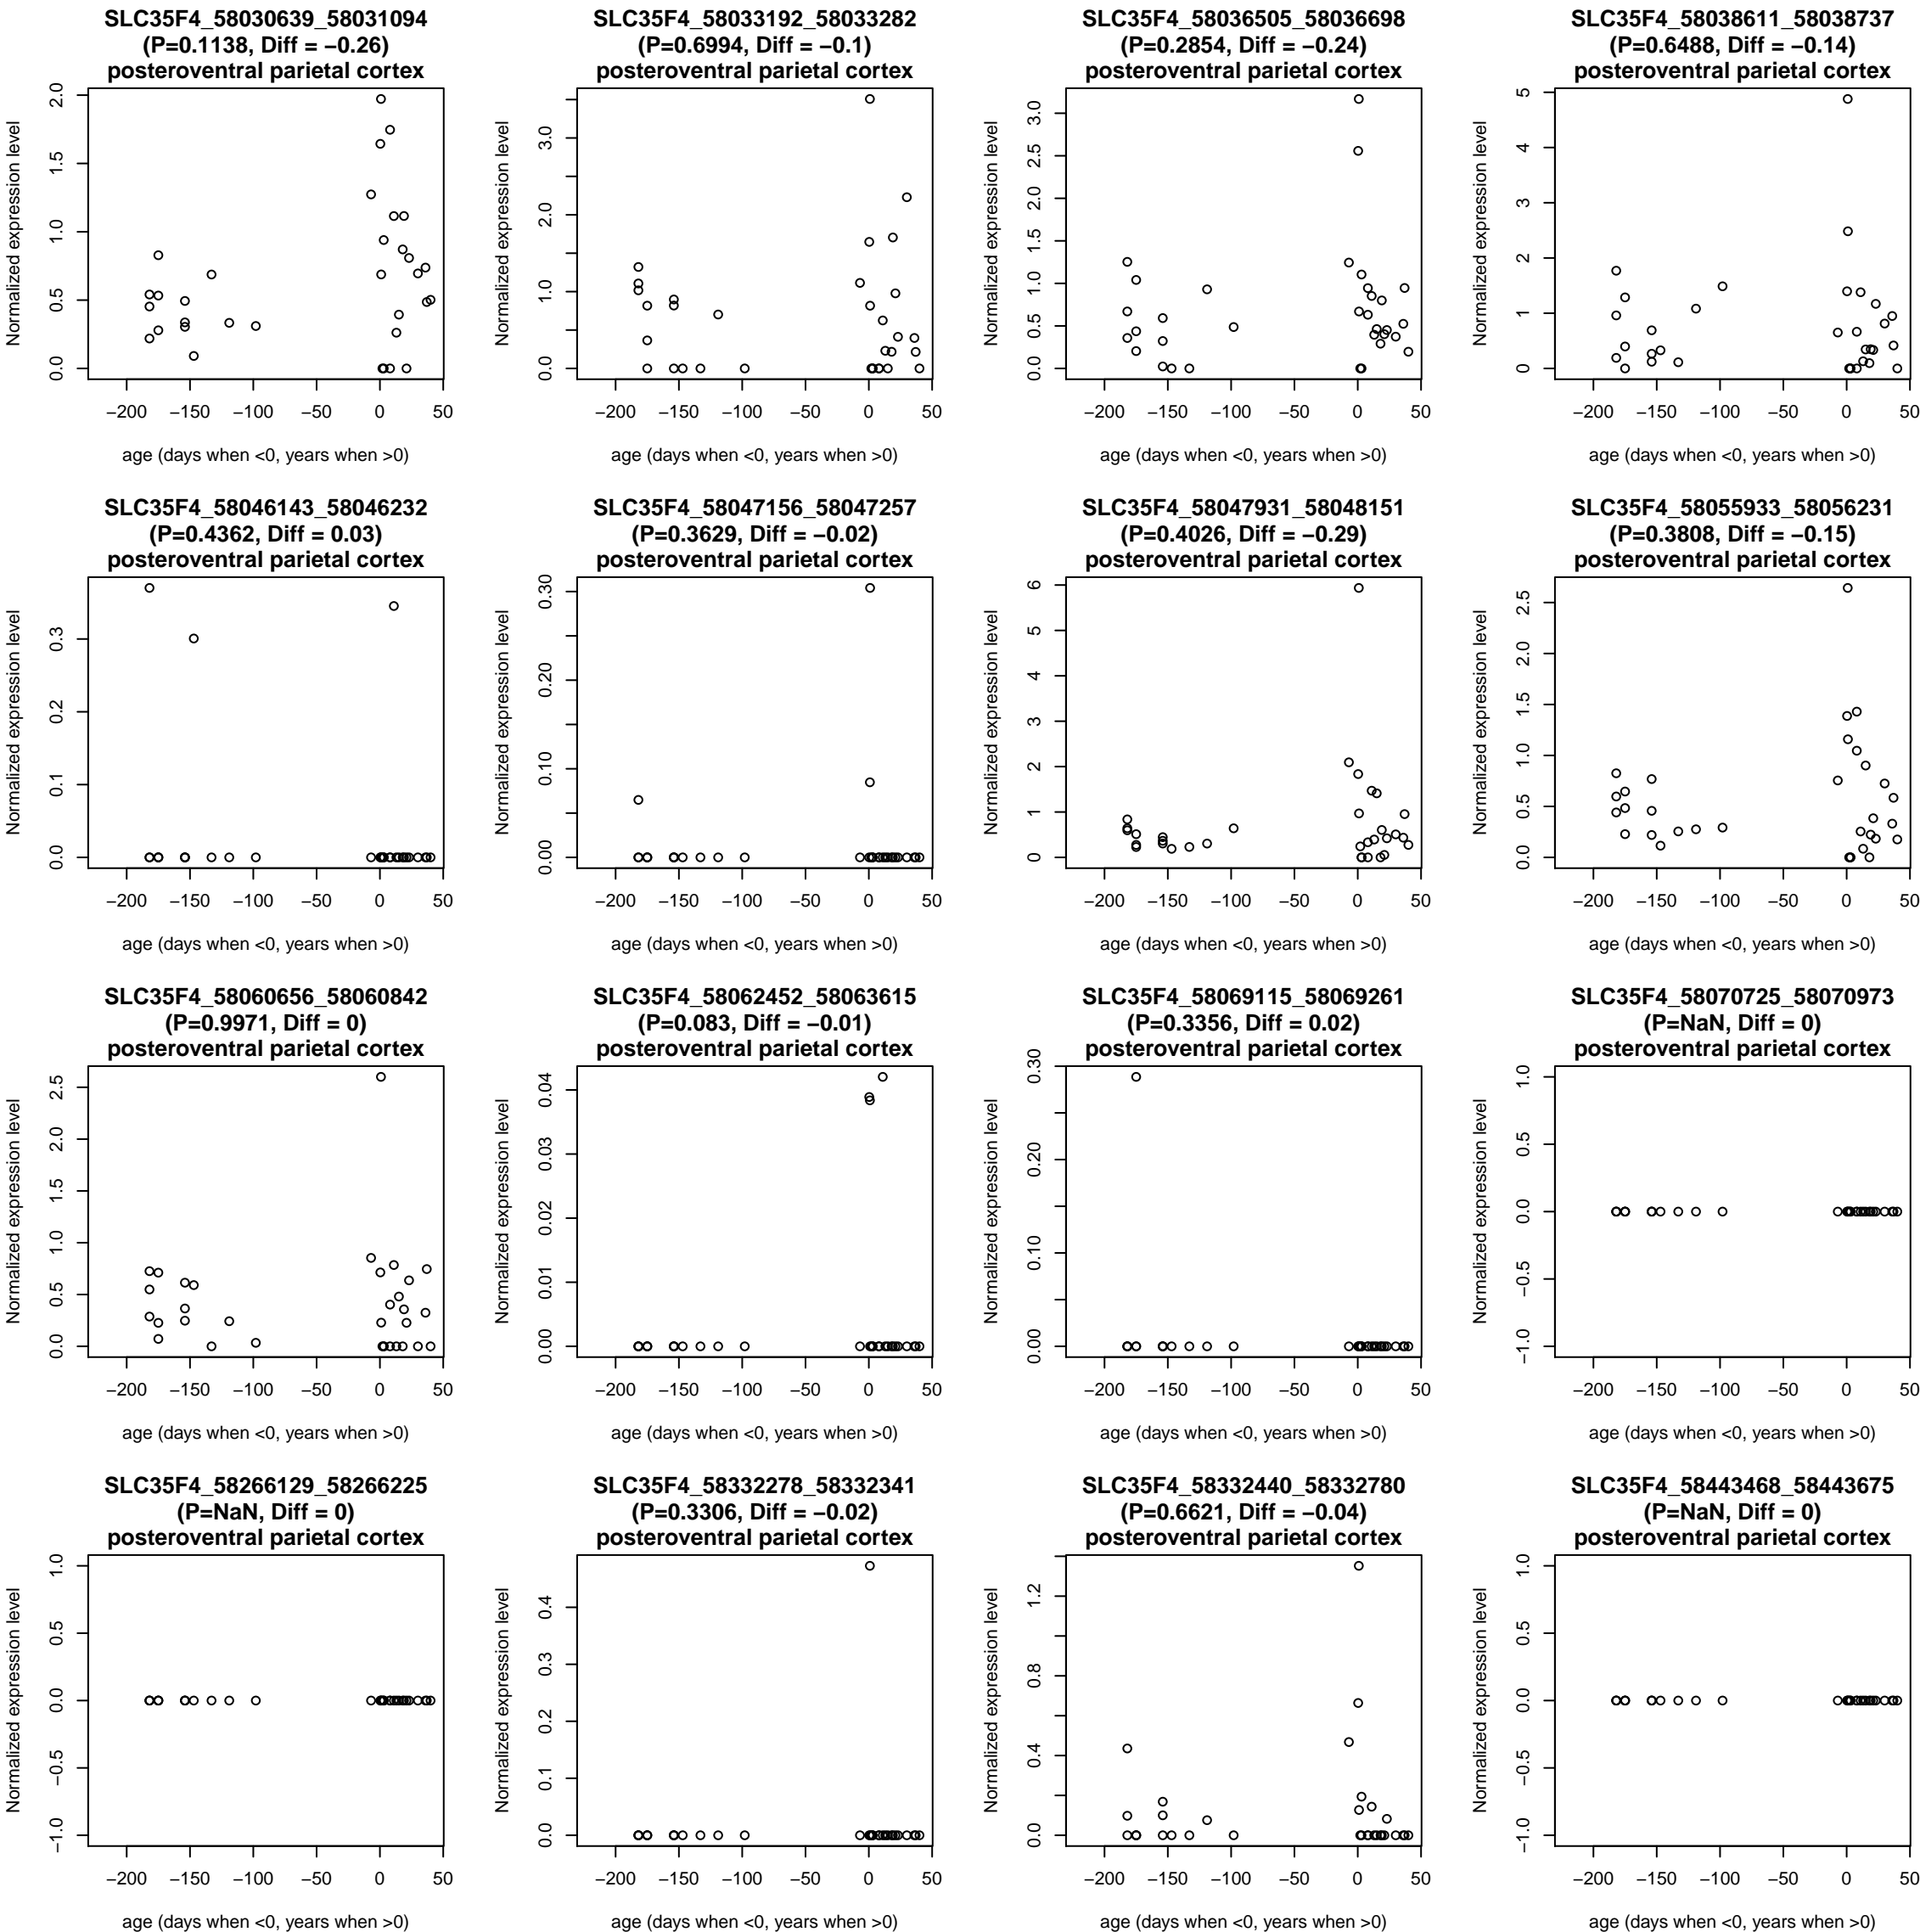 SLC35F4_58030639_58031094
(P=0.1138, Diff = −0.26)
posteroventral parietal cortex
Normalized expression level
0.0 0.5 1.0 1.5 2.0
−200 −150 −100 −50 0 50
age (days when <0, years when >0)
SLC35F4_58033192_58033282
(P=0.6994, Diff = −0.1)
posteroventral parietal cortex
Normalized expression level
0.0 1.0 2.0 3.0
−200 −150 −100 −50 0 50
age (days when <0, years when >0)
SLC35F4_58036505_58036698
(P=0.2854, Diff = −0.24)
posteroventral parietal cortex
Normalized expression level
0.0 0.5 1.0 1.5 2.0 2.5 3.0
−200 −150 −100 −50 0 50
age (days when <0, years when >0)
SLC35F4_58038611_58038737
(P=0.6488, Diff = −0.14)
posteroventral parietal cortex
Normalized expression level
0 1 2 3 4 5
−200 −150 −100 −50 0 50
age (days when <0, years when >0)
SLC35F4_58046143_58046232
(P=0.4362, Diff = 0.03)
posteroventral parietal cortex
Normalized expression level
0.0 0.1 0.2 0.3
−200 −150 −100 −50 0 50
age (days when <0, years when >0)
SLC35F4_58047156_58047257
(P=0.3629, Diff = −0.02)
posteroventral parietal cortex
Normalized expression level
0.00 0.10 0.20 0.30
−200 −150 −100 −50 0 50
age (days when <0, years when >0)
SLC35F4_58047931_58048151
(P=0.4026, Diff = −0.29)
posteroventral parietal cortex
Normalized expression level
0 1 2 3 4 5 6
−200 −150 −100 −50 0 50
age (days when <0, years when >0)
SLC35F4_58055933_58056231
(P=0.3808, Diff = −0.15)
posteroventral parietal cortex
Normalized expression level
0.0 0.5 1.0 1.5 2.0 2.5
−200 −150 −100 −50 0 50
age (days when <0, years when >0)
SLC35F4_58060656_58060842
(P=0.9971, Diff = 0)
posteroventral parietal cortex
Normalized expression level
0.0 0.5 1.0 1.5 2.0 2.5
−200 −150 −100 −50 0 50
age (days when <0, years when >0)
SLC35F4_58062452_58063615
(P=0.083, Diff = −0.01)
posteroventral parietal cortex
Normalized expression level
0.00 0.01 0.02 0.03 0.04
−200 −150 −100 −50 0 50
age (days when <0, years when >0)
SLC35F4_58069115_58069261
(P=0.3356, Diff = 0.02)
posteroventral parietal cortex
Normalized expression level
0.00 0.10 0.20 0.30
−200 −150 −100 −50 0 50
age (days when <0, years when >0)
SLC35F4_58070725_58070973
(P=NaN, Diff = 0)
posteroventral parietal cortex
Normalized expression level
−1.0 −0.5 0.0 0.5 1.0
−200 −150 −100 −50 0 50
age (days when <0, years when >0)
SLC35F4_58266129_58266225
(P=NaN, Diff = 0)
posteroventral parietal cortex
Normalized expression level
−1.0 −0.5 0.0 0.5 1.0
−200 −150 −100 −50 0 50
age (days when <0, years when >0)
SLC35F4_58332278_58332341
(P=0.3306, Diff = −0.02)
posteroventral parietal cortex
Normalized expression level
0.0 0.1 0.2 0.3 0.4
−200 −150 −100 −50 0 50
age (days when <0, years when >0)
SLC35F4_58332440_58332780
(P=0.6621, Diff = −0.04)
posteroventral parietal cortex
Normalized expression level
0.0 0.4 0.8 1.2
−200 −150 −100 −50 0 50
age (days when <0, years when >0)
SLC35F4_58443468_58443675
(P=NaN, Diff = 0)
posteroventral parietal cortex
Normalized expression level
−1.0 −0.5 0.0 0.5 1.0
−200 −150 −100 −50 0 50
age (days when <0, years when >0)